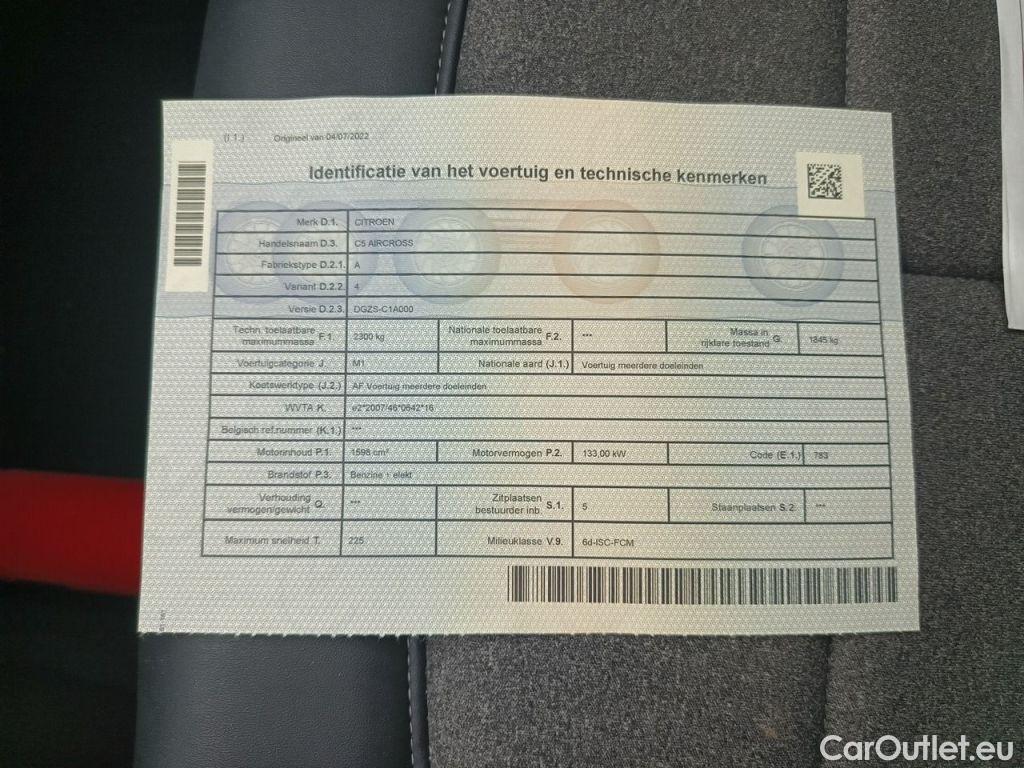 (I.1.) Origineel van 04/07/2022
Identificatie van het voertuig en technische kenmerken
Merk D.1. CITROEN
Handelsnaam D.3. C5 AIRCROSS
Fabriekstype D.2.1. A
Variant D.2.2. 4
Versie D.2.3. DGZS-C1A000
Techn. toelaatbare maximummassa F.1. 2300 kg Nationale toelaatbare maximummassa F.2. *** Massa in rijklare toestand G. 1845 kg
Voertuigcategorie J. M1 Nationale aard (J.1.) Voertuig meerdere doeleinden
Koetswerktype (J.2.) AF Voertuig meerdere doeleinden
WVTA K. e2*2007/46*0642*16
Belgisch ref.nummer (K.1.) ***
Motorinhoud P.1. 1598 cm³ Motorvermogen P.2. 133,00 kW Code (E.1.) 783
Brandstof P.3. Benzine + elekt
Verhouding vermogen/gewicht Q. *** Zitplaatsen bestuurder inb. S.1. 5 Staanplaatsen S.2. ***
Maximum snelheid T. 225 Milieuklasse V.9. 6d-ISC-FCM
CarOutlet.eu